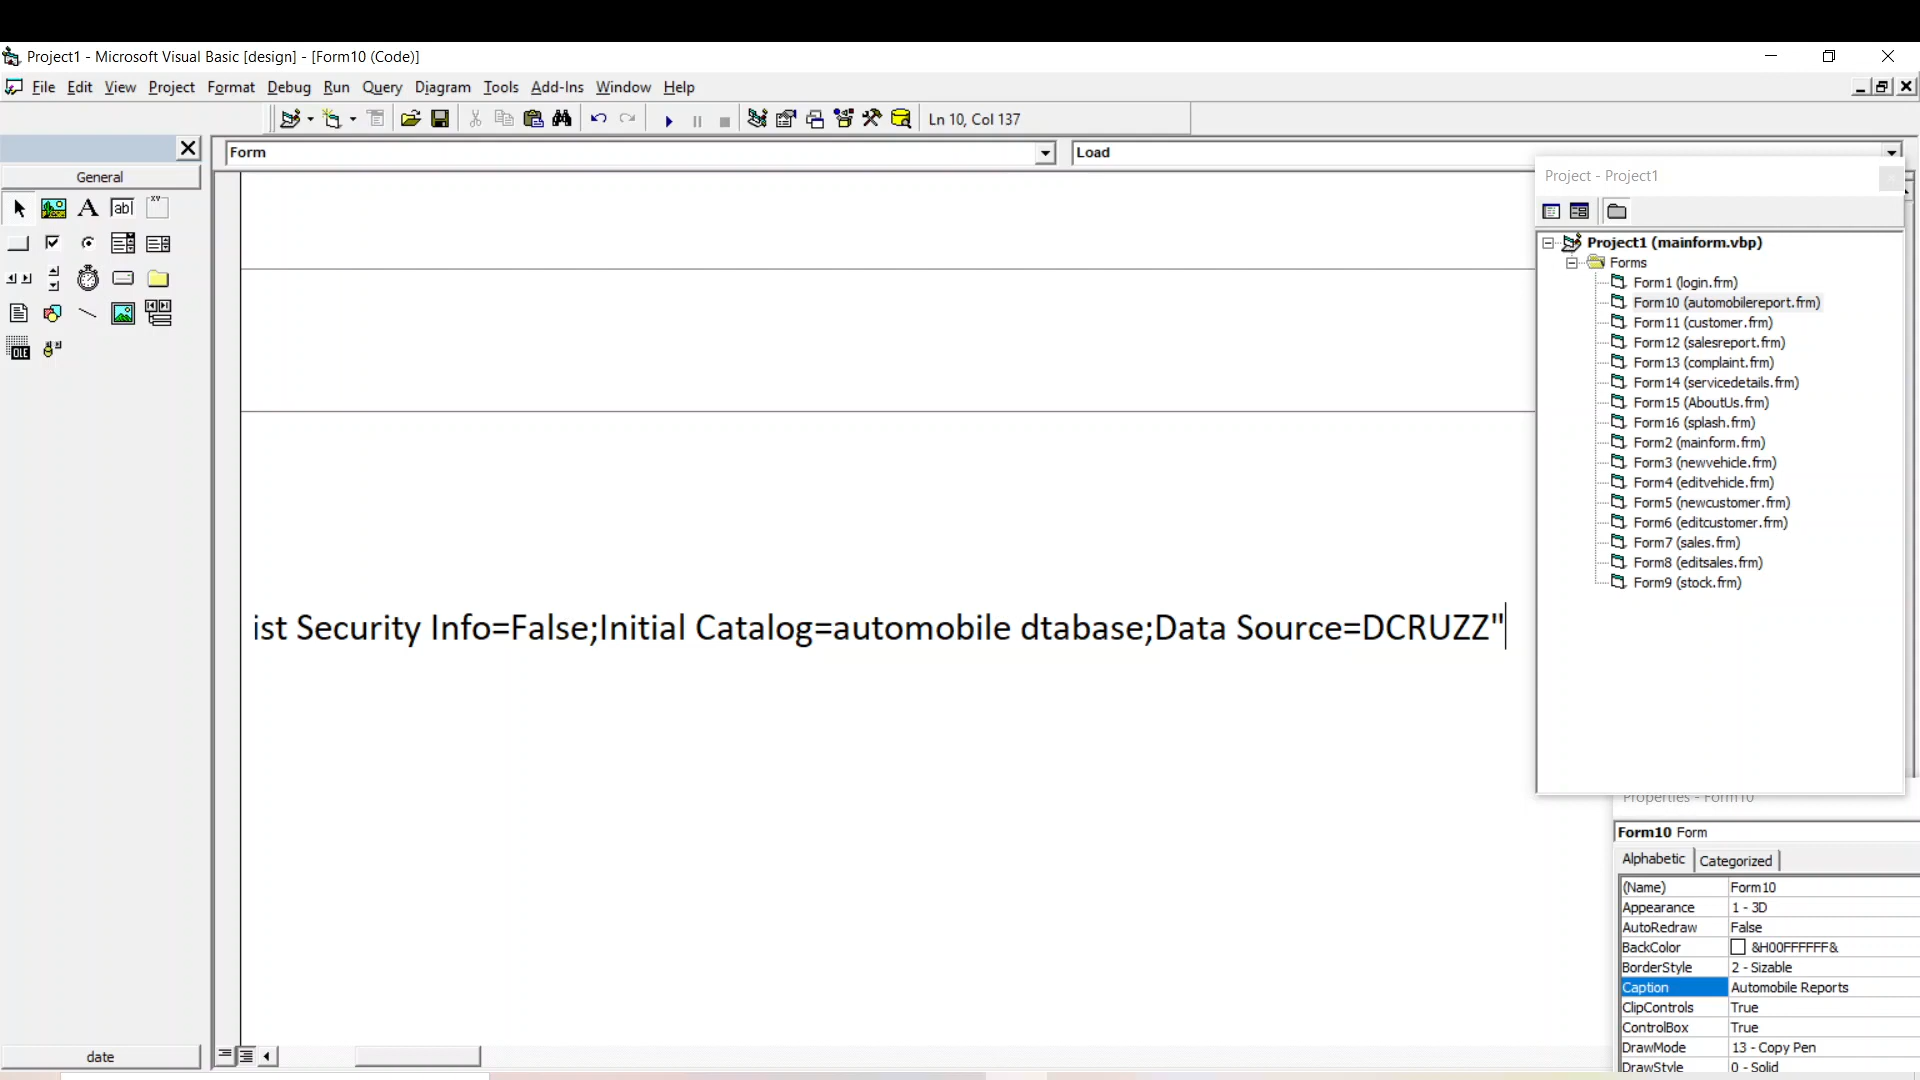 Project1 - Microsoft Visual Basic [design] - [Form10 (Code)]
File Edit View Project Format Debug Run Query Diagram Tools Add-Ins Window Help
Ln 10, Col 137
Form
Load
General
Project - Project1
Project1 (mainform.vbp)
Forms
Form1 (login.frm)
Form10 (automobilereport.frm)
Form11 (customer.frm)
Form12 (salesreport.frm)
Form13 (complaint.frm)
Form14 (servicedetails.frm)
Form15 (AboutUs.frm)
Form16 (splash.frm)
Form2 (mainform.frm)
Form3 (newvehicle.frm)
Form4 (editvehicle.frm)
Form5 (newcustomer.frm)
Form6 (editcustomer.frm)
Form7 (sales.frm)
Form8 (editsales.frm)
Form9 (stock.frm)
ist Security Info=False;Initial Catalog=automobile dtabase;Data Source=DCRUZZ"
Properties - Form10
Form10 Form
Alphabetic Categorized
(Name) Form10
Appearance 1 - 3D
AutoRedraw False
BackColor &H00FFFFFF&
BorderStyle 2 - Sizable
Caption Automobile Reports
ClipControls True
ControlBox True
DrawMode 13 - Copy Pen
DrawStyle 0 - Solid
date